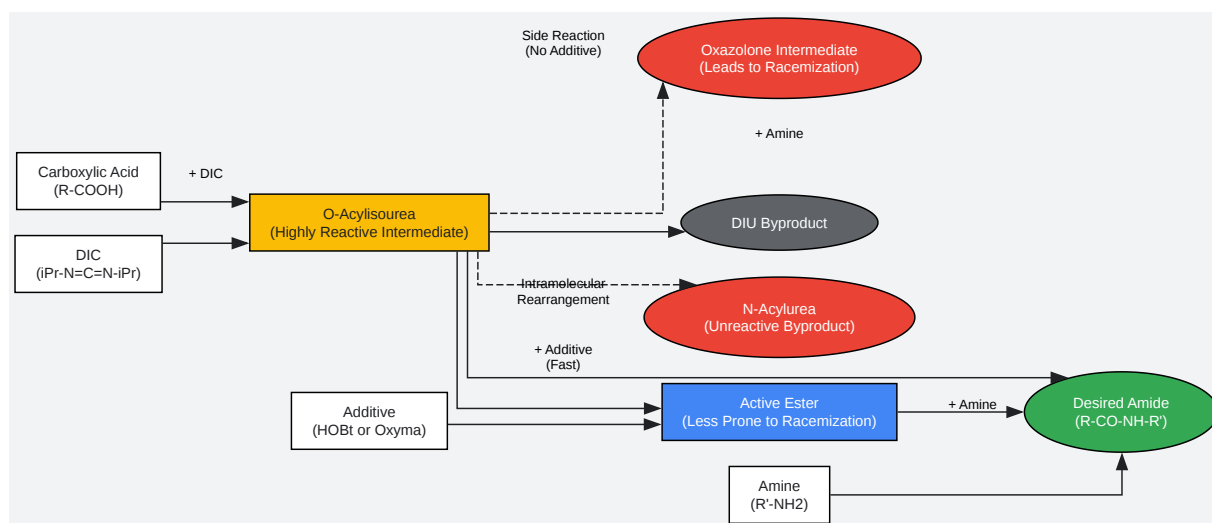 Side Reaction
(No Additive)
Oxazolone Intermediate
(Leads to Racemization)
+ Amine
Carboxylic Acid
(R-COOH)
+ DIC
O-Acylisourea
(Highly Reactive Intermediate)
DIU Byproduct
DIC
(iPr-N=C=N-iPr)
Intramolecular
Rearrangement
N-Acylurea
(Unreactive Byproduct)
+ Additive
(Fast)
Additive
(HOBt or Oxyma)
Active Ester
(Less Prone to Racemization)
+ Amine
Desired Amide
(R-CO-NH-R')
Amine
(R'-NH2)